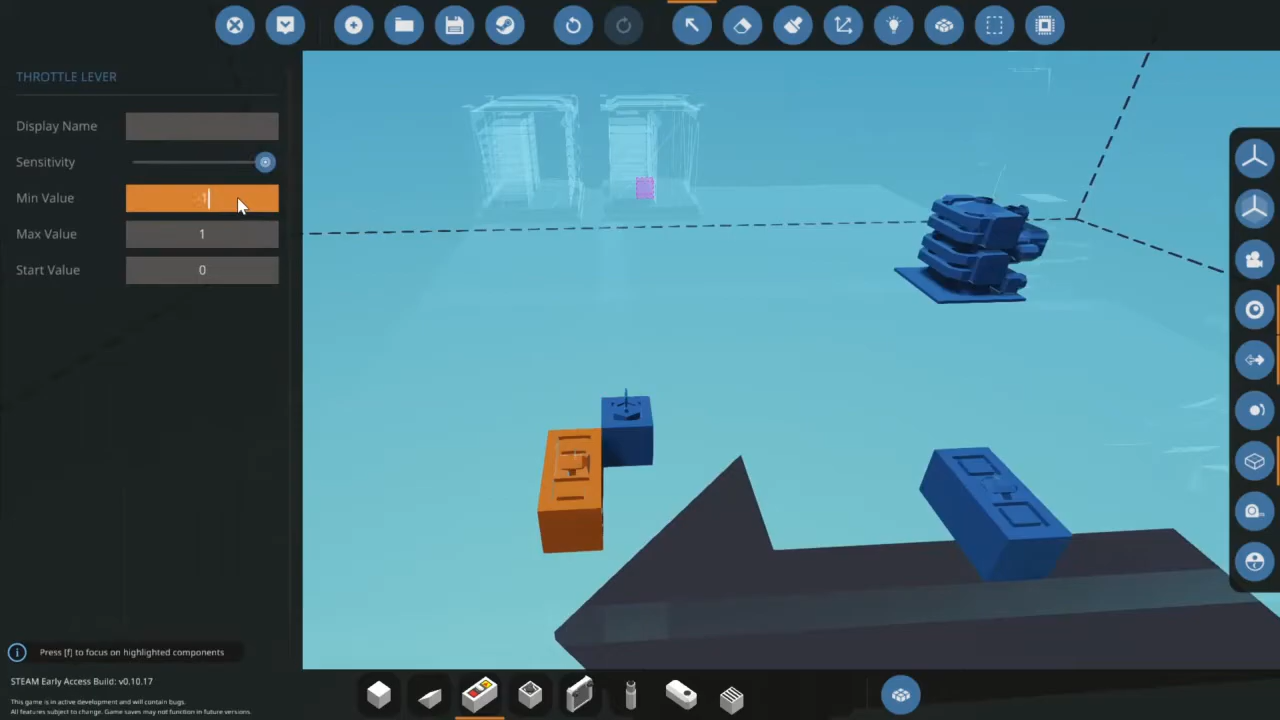 THROTTLE LEVER
Display Name
Sensitivity
Min Value -1
Max Value 1
Start Value 0
Press [f] to focus on highlighted components
STEAM Early Access Build: v0.10.17
This game is in active development and will contain bugs.
All features subject to change. Game saves may not function in future versions.